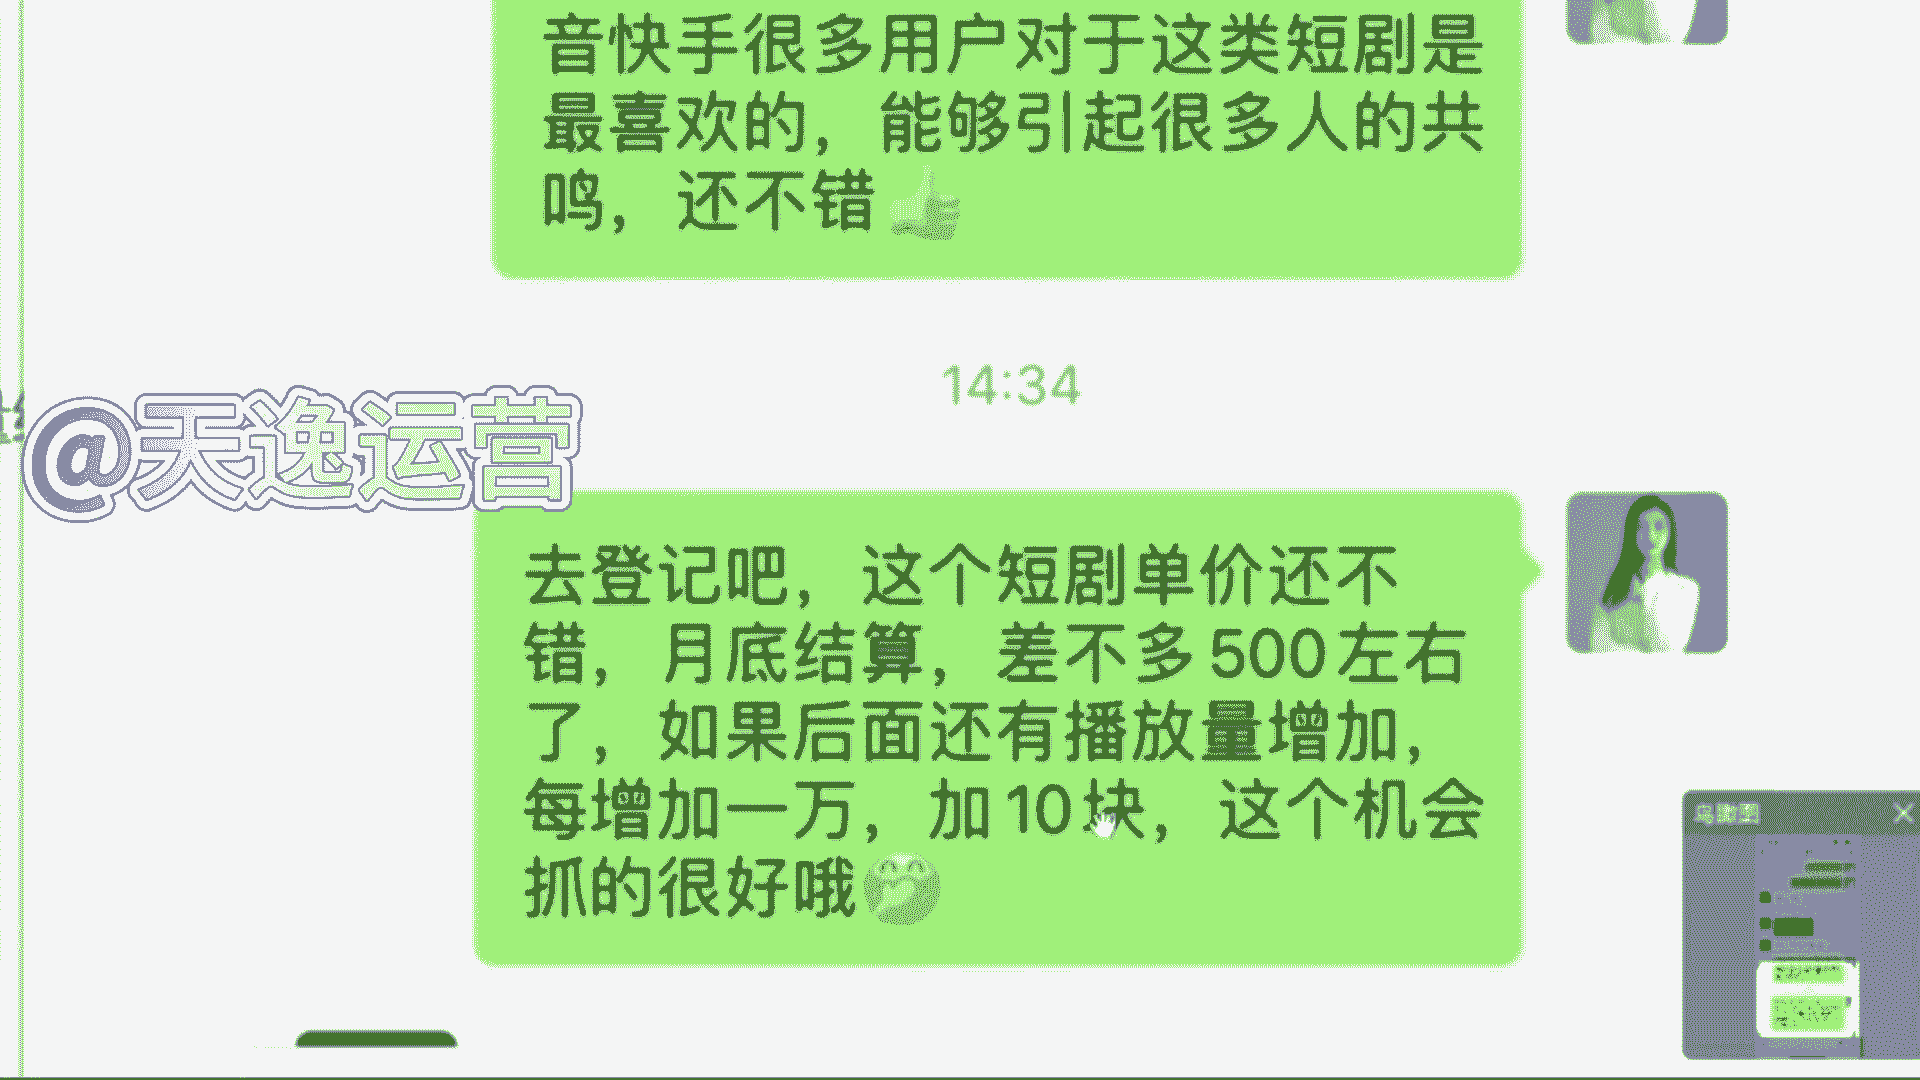 音快手很多用户对于这类短剧是
最喜欢的，能够引起很多人的共
鸣，还不错
14:34
@天逸运营
去登记吧，这个短剧单价还不
错，月底结算，差不多500左右
了，如果后面还有播放量增加，
每增加一万，加10块，这个机会
抓的很好哦
鸟瞰图